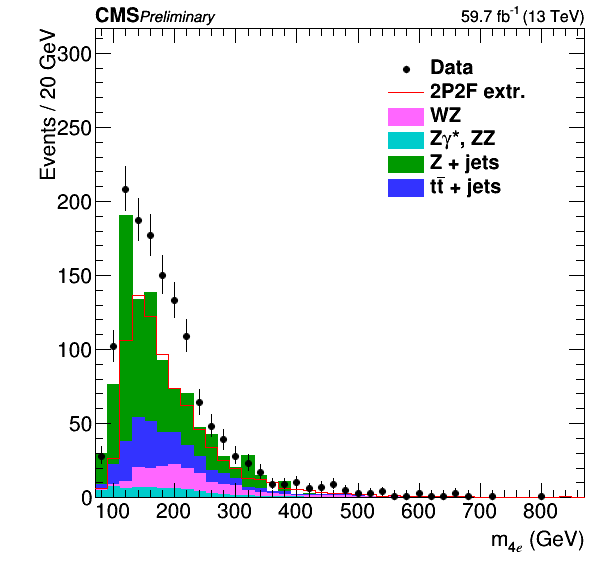 CMS Preliminary 59.7 fb⁻¹ (13 TeV)
Events / 20 GeV
300
250
200
150
100
50
0
Data
2P2F extr.
WZ
Zγ*, ZZ
Z + jets
tt̅ + jets
100 200 300 400 500 600 700 800
m₄ₑ (GeV)